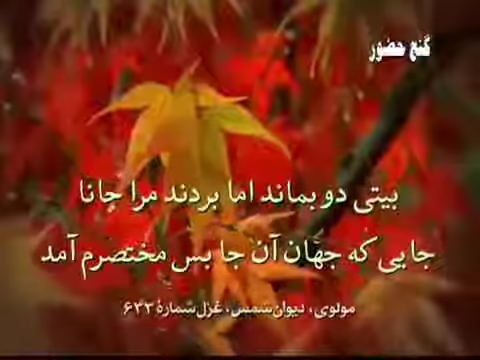 گنج حضور
بیتی دو بماند اما بردند مرا جانا
جایی که جهان آن جا بس مختصرم آمد
مولوی، دیوان شمس، غزل شمارهٔ ۶۳۳